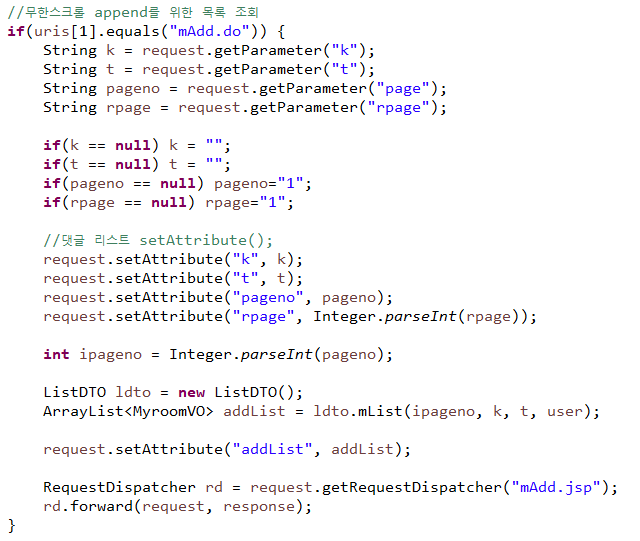 //무한스크롤 append를 위한 목록 조회
if(uris[1].equals("mAdd.do")) {
String k = request.getParameter("k");
String t = request.getParameter("t");
String pageno = request.getParameter("page");
String rpage = request.getParameter("rpage");
if(k == null) k = "";
if(t == null) t = "";
if(pageno == null) pageno="1";
if(rpage == null) rpage="1";
//댓글 리스트 setAttribute();
request.setAttribute("k", k);
request.setAttribute("t", t);
request.setAttribute("pageno", pageno);
request.setAttribute("rpage", Integer.parseInt(rpage));
int ipageno = Integer.parseInt(pageno);
ListDTO ldto = new ListDTO();
ArrayList<MyroomVO> addList = ldto.mList(ipageno, k, t, user);
request.setAttribute("addList", addList);
RequestDispatcher rd = request.getRequestDispatcher("mAdd.jsp");
rd.forward(request, response);
}